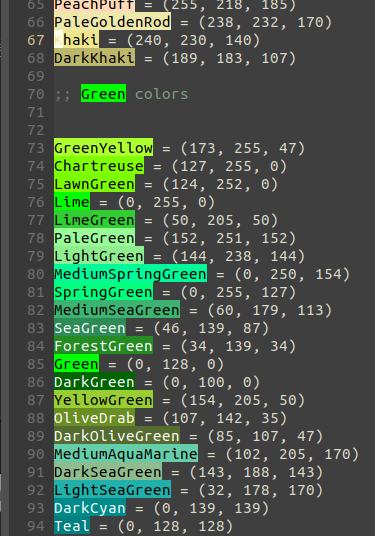 65 PeachPuff = (255, 218, 185)
66 PaleGoldenRod = (238, 232, 170)
67 Khaki = (240, 230, 140)
68 DarkKhaki = (189, 183, 107)
69
70 ;; Green colors
71
72
73 GreenYellow = (173, 255, 47)
74 Chartreuse = (127, 255, 0)
75 LawnGreen = (124, 252, 0)
76 Lime = (0, 255, 0)
77 LimeGreen = (50, 205, 50)
78 PaleGreen = (152, 251, 152)
79 LightGreen = (144, 238, 144)
80 MediumSpringGreen = (0, 250, 154)
81 SpringGreen = (0, 255, 127)
82 MediumSeaGreen = (60, 179, 113)
83 SeaGreen = (46, 139, 87)
84 ForestGreen = (34, 139, 34)
85 Green = (0, 128, 0)
86 DarkGreen = (0, 100, 0)
87 YellowGreen = (154, 205, 50)
88 OliveDrab = (107, 142, 35)
89 DarkOliveGreen = (85, 107, 47)
90 MediumAquaMarine = (102, 205, 170)
91 DarkSeaGreen = (143, 188, 143)
92 LightSeaGreen = (32, 178, 170)
93 DarkCyan = (0, 139, 139)
94 Teal = (0, 128, 128)